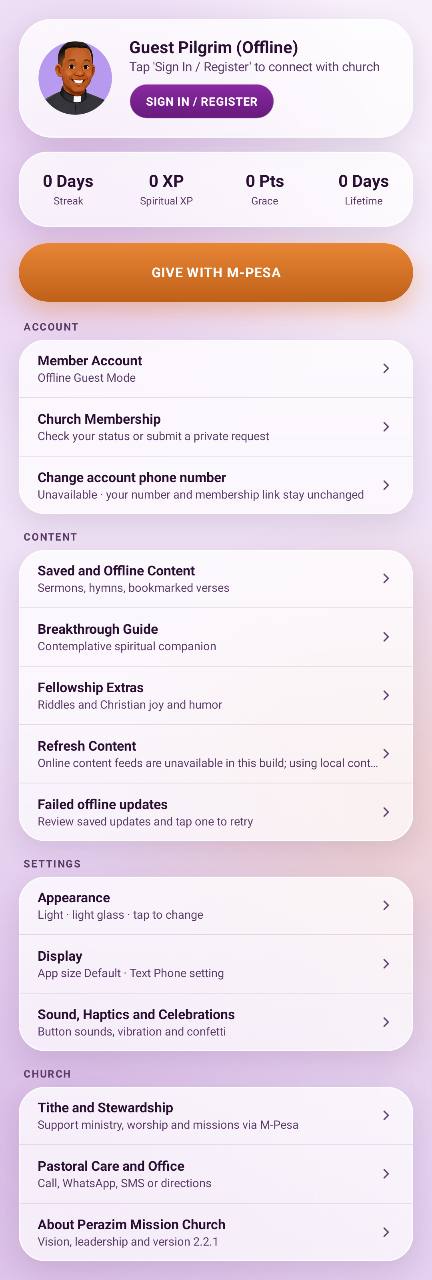 Guest Pilgrim (Offline)
Tap 'Sign In / Register' to connect with church
SIGN IN / REGISTER
0 Days
0 XP
0 Pts
0 Days
Streak
Spiritual XP
Grace
Lifetime
GIVE WITH M-PESA
ACCOUNT
Member Account
Offline Guest Mode
Church Membership
Check your status or submit a private request
Change account phone number
Unavailable · your number and membership link stay unchanged
CONTENT
Saved and Offline Content
Sermons, hymns, bookmarked verses
Breakthrough Guide
Contemplative spiritual companion
Fellowship Extras
Riddles and Christian joy and humor
Refresh Content
Online content feeds are unavailable in this build; using local cont...
Failed offline updates
Review saved updates and tap one to retry
SETTINGS
Appearance
Light · light glass · tap to change
Display
App size Default · Text Phone setting
Sound, Haptics and Celebrations
Button sounds, vibration and confetti
CHURCH
Tithe and Stewardship
Support ministry, worship and missions via M-Pesa
Pastoral Care and Office
Call, WhatsApp, SMS or directions
About Perazim Mission Church
Vision, leadership and version 2.2.1